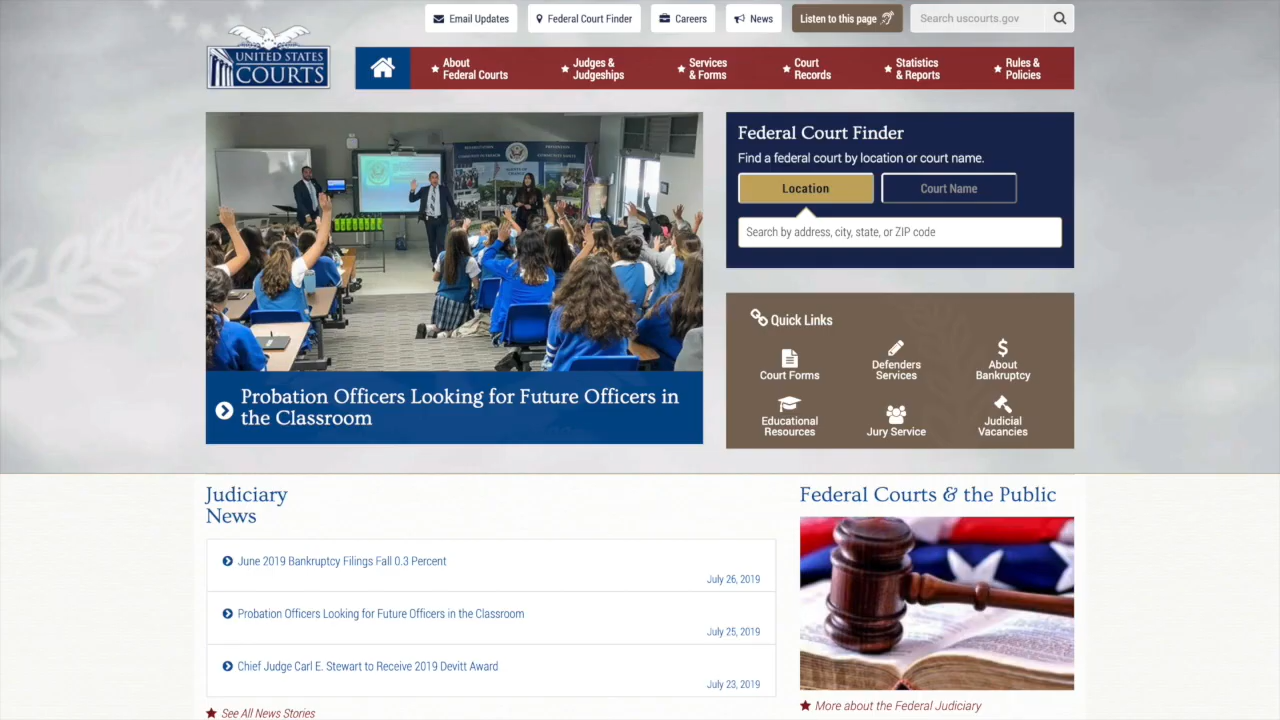 Email Updates
Federal Court Finder
Careers
News
Listen to this page
Search uscourts.gov
UNITED STATES
COURTS
About
Federal Courts
Judges &
Judgeships
Services
& Forms
Court
Records
Statistics
& Reports
Rules &
Policies
Probation Officers Looking for Future Officers in
the Classroom
Federal Court Finder
Find a federal court by location or court name.
Location
Court Name
Search by address, city, state, or ZIP code
Quick Links
Court Forms
Defenders
Services
About
Bankruptcy
Educational
Resources
Jury Service
Judicial
Vacancies
Judiciary
News
June 2019 Bankruptcy Filings Fall 0.3 Percent
July 26, 2019
Probation Officers Looking for Future Officers in the Classroom
July 25, 2019
Chief Judge Carl E. Stewart to Receive 2019 Devitt Award
July 23, 2019
See All News Stories
Federal Courts & the Public
More about the Federal Judiciary